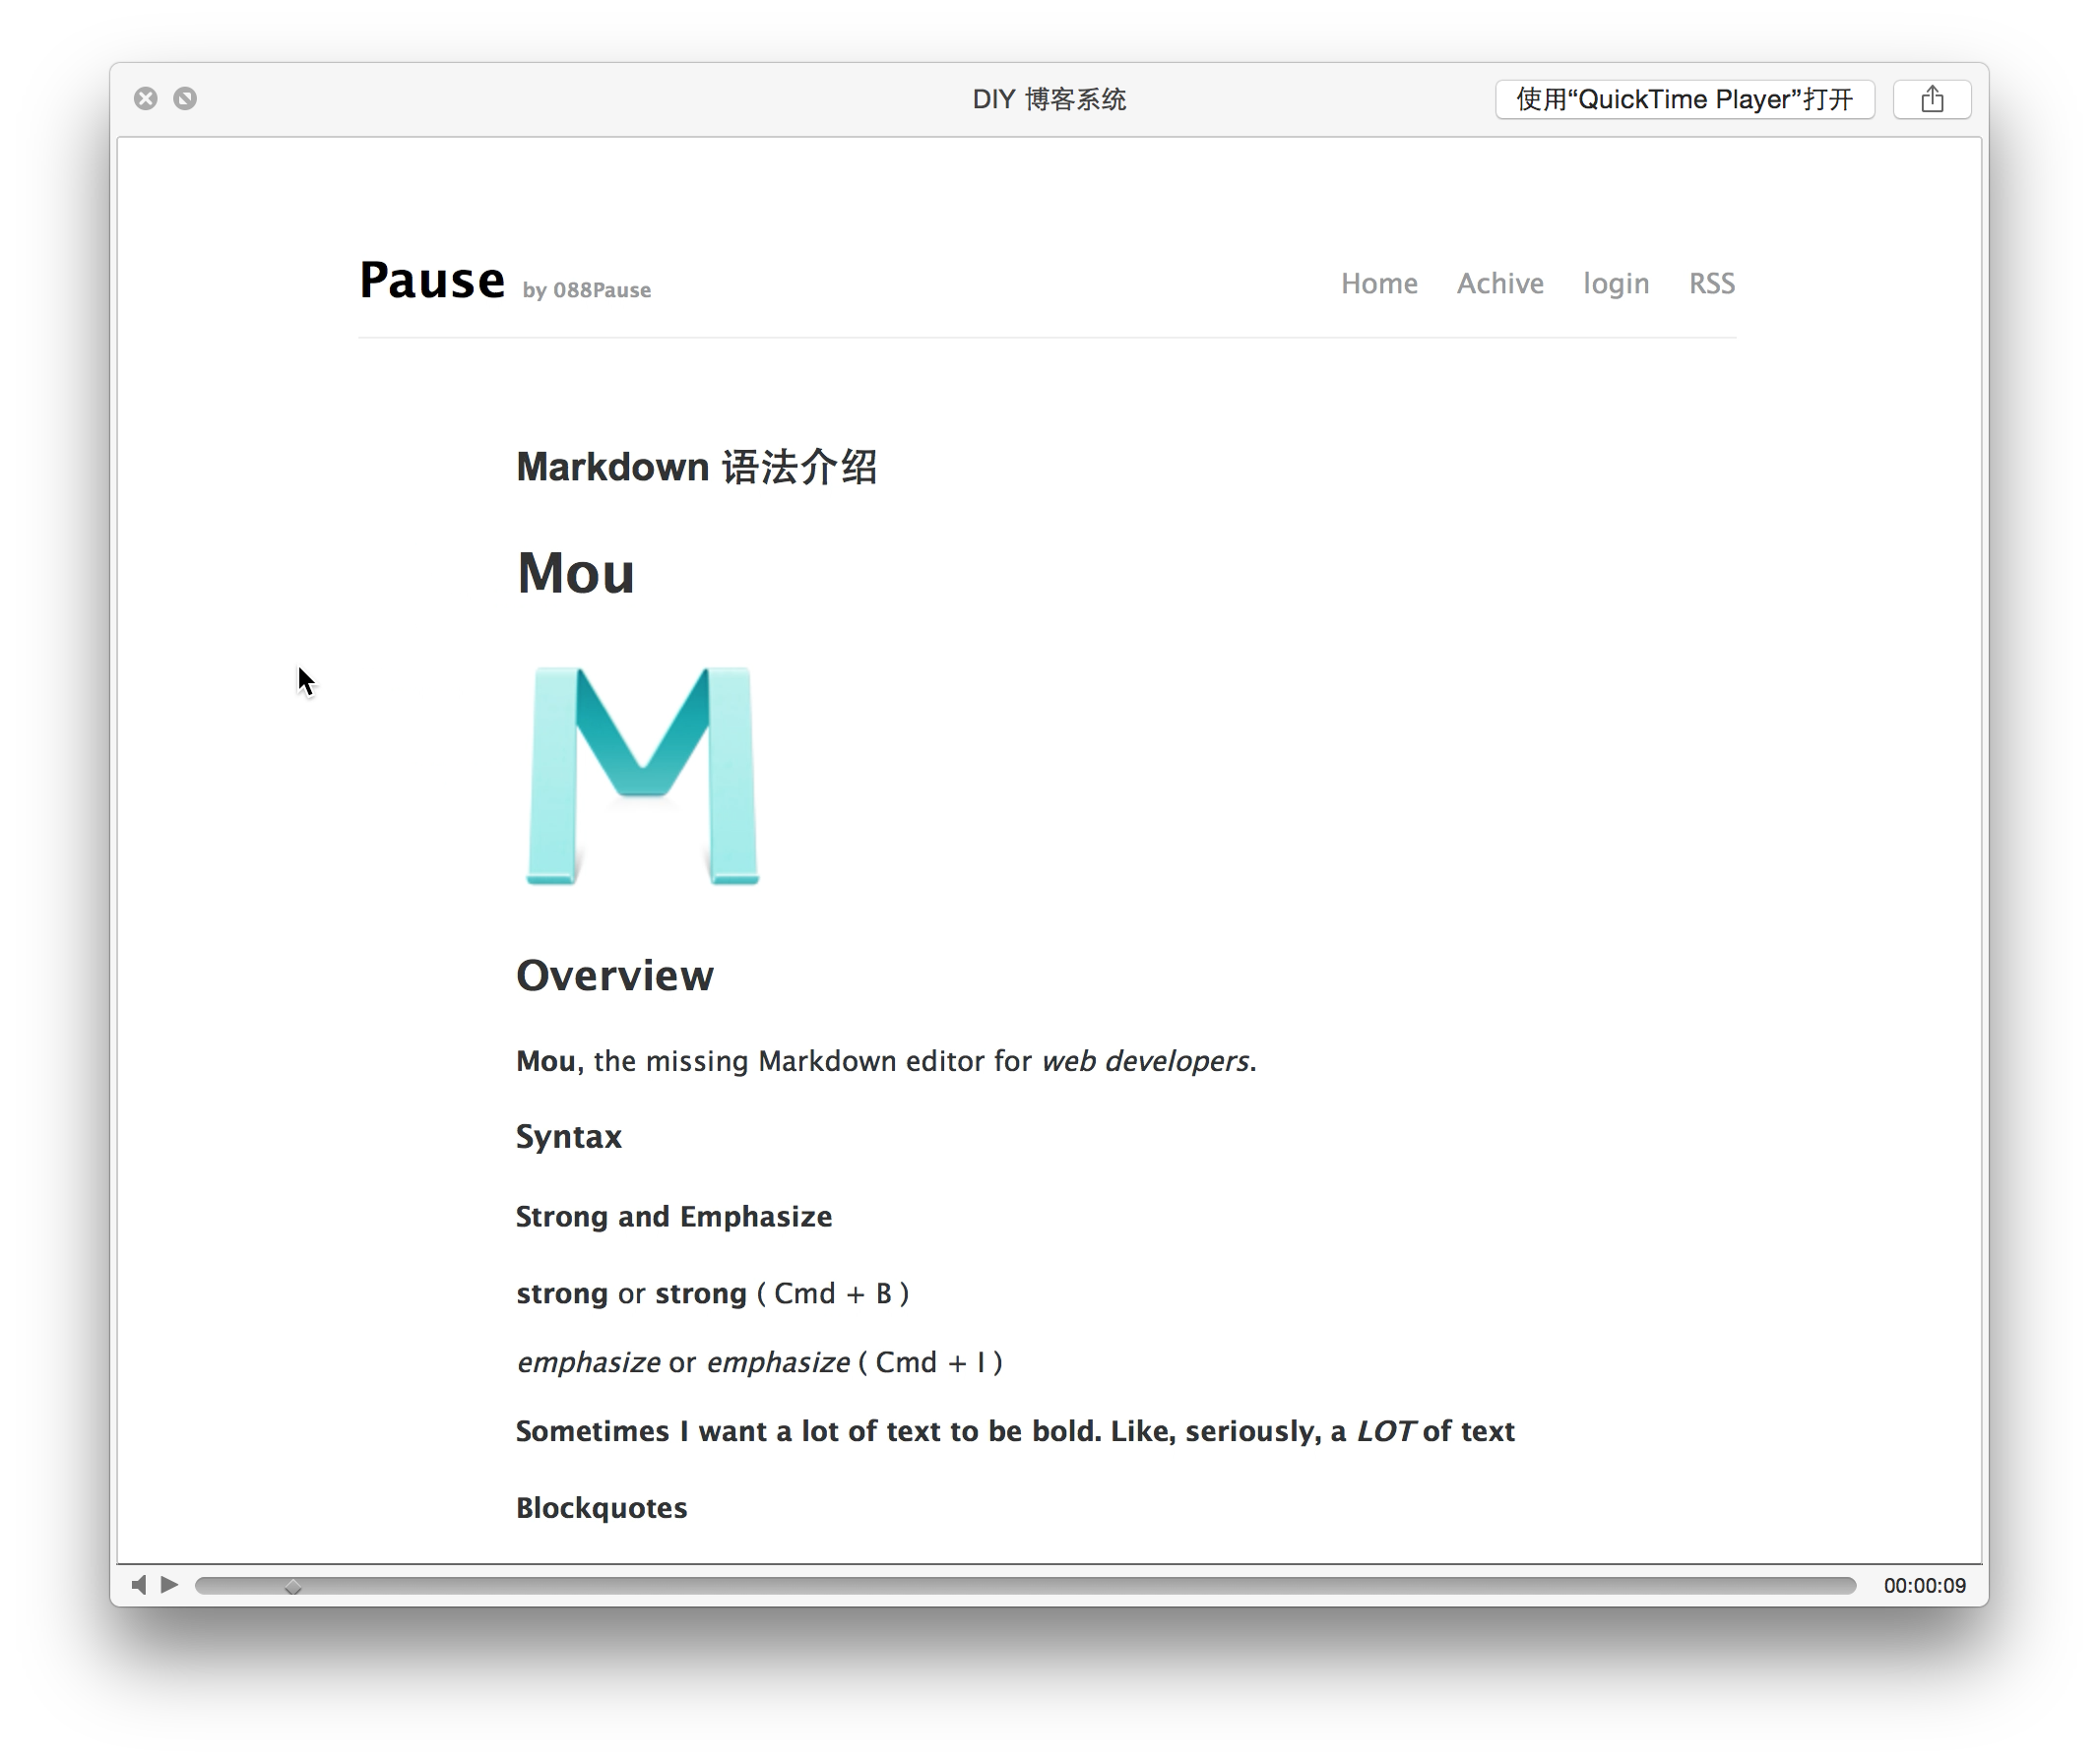 DIY 博客系统
使用“QuickTime Player”打开
Pause by 088Pause
Home Achive login RSS
Markdown 语法介绍
Mou
M
Overview
Mou, the missing Markdown editor for web developers.
Syntax
Strong and Emphasize
strong or strong ( Cmd + B )
emphasize or emphasize ( Cmd + I )
Sometimes I want a lot of text to be bold. Like, seriously, a LOT of text
Blockquotes
00:00:09